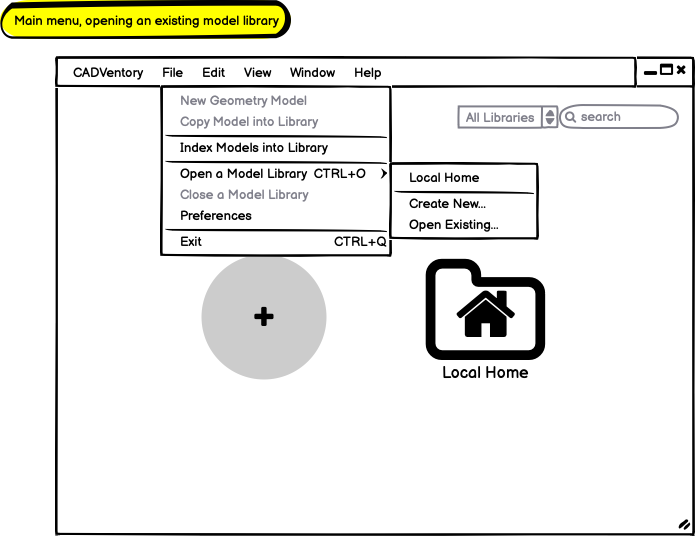 Main menu, opening an existing model library
CADVentory File Edit View Window Help
New Geometry Model
Copy Model into Library
All Libraries search
Index Models into Library
Open a Model Library CTRL+O
Local Home
Close a Model Library
Create New...
Preferences
Open Existing...
Exit CTRL+Q
Local Home